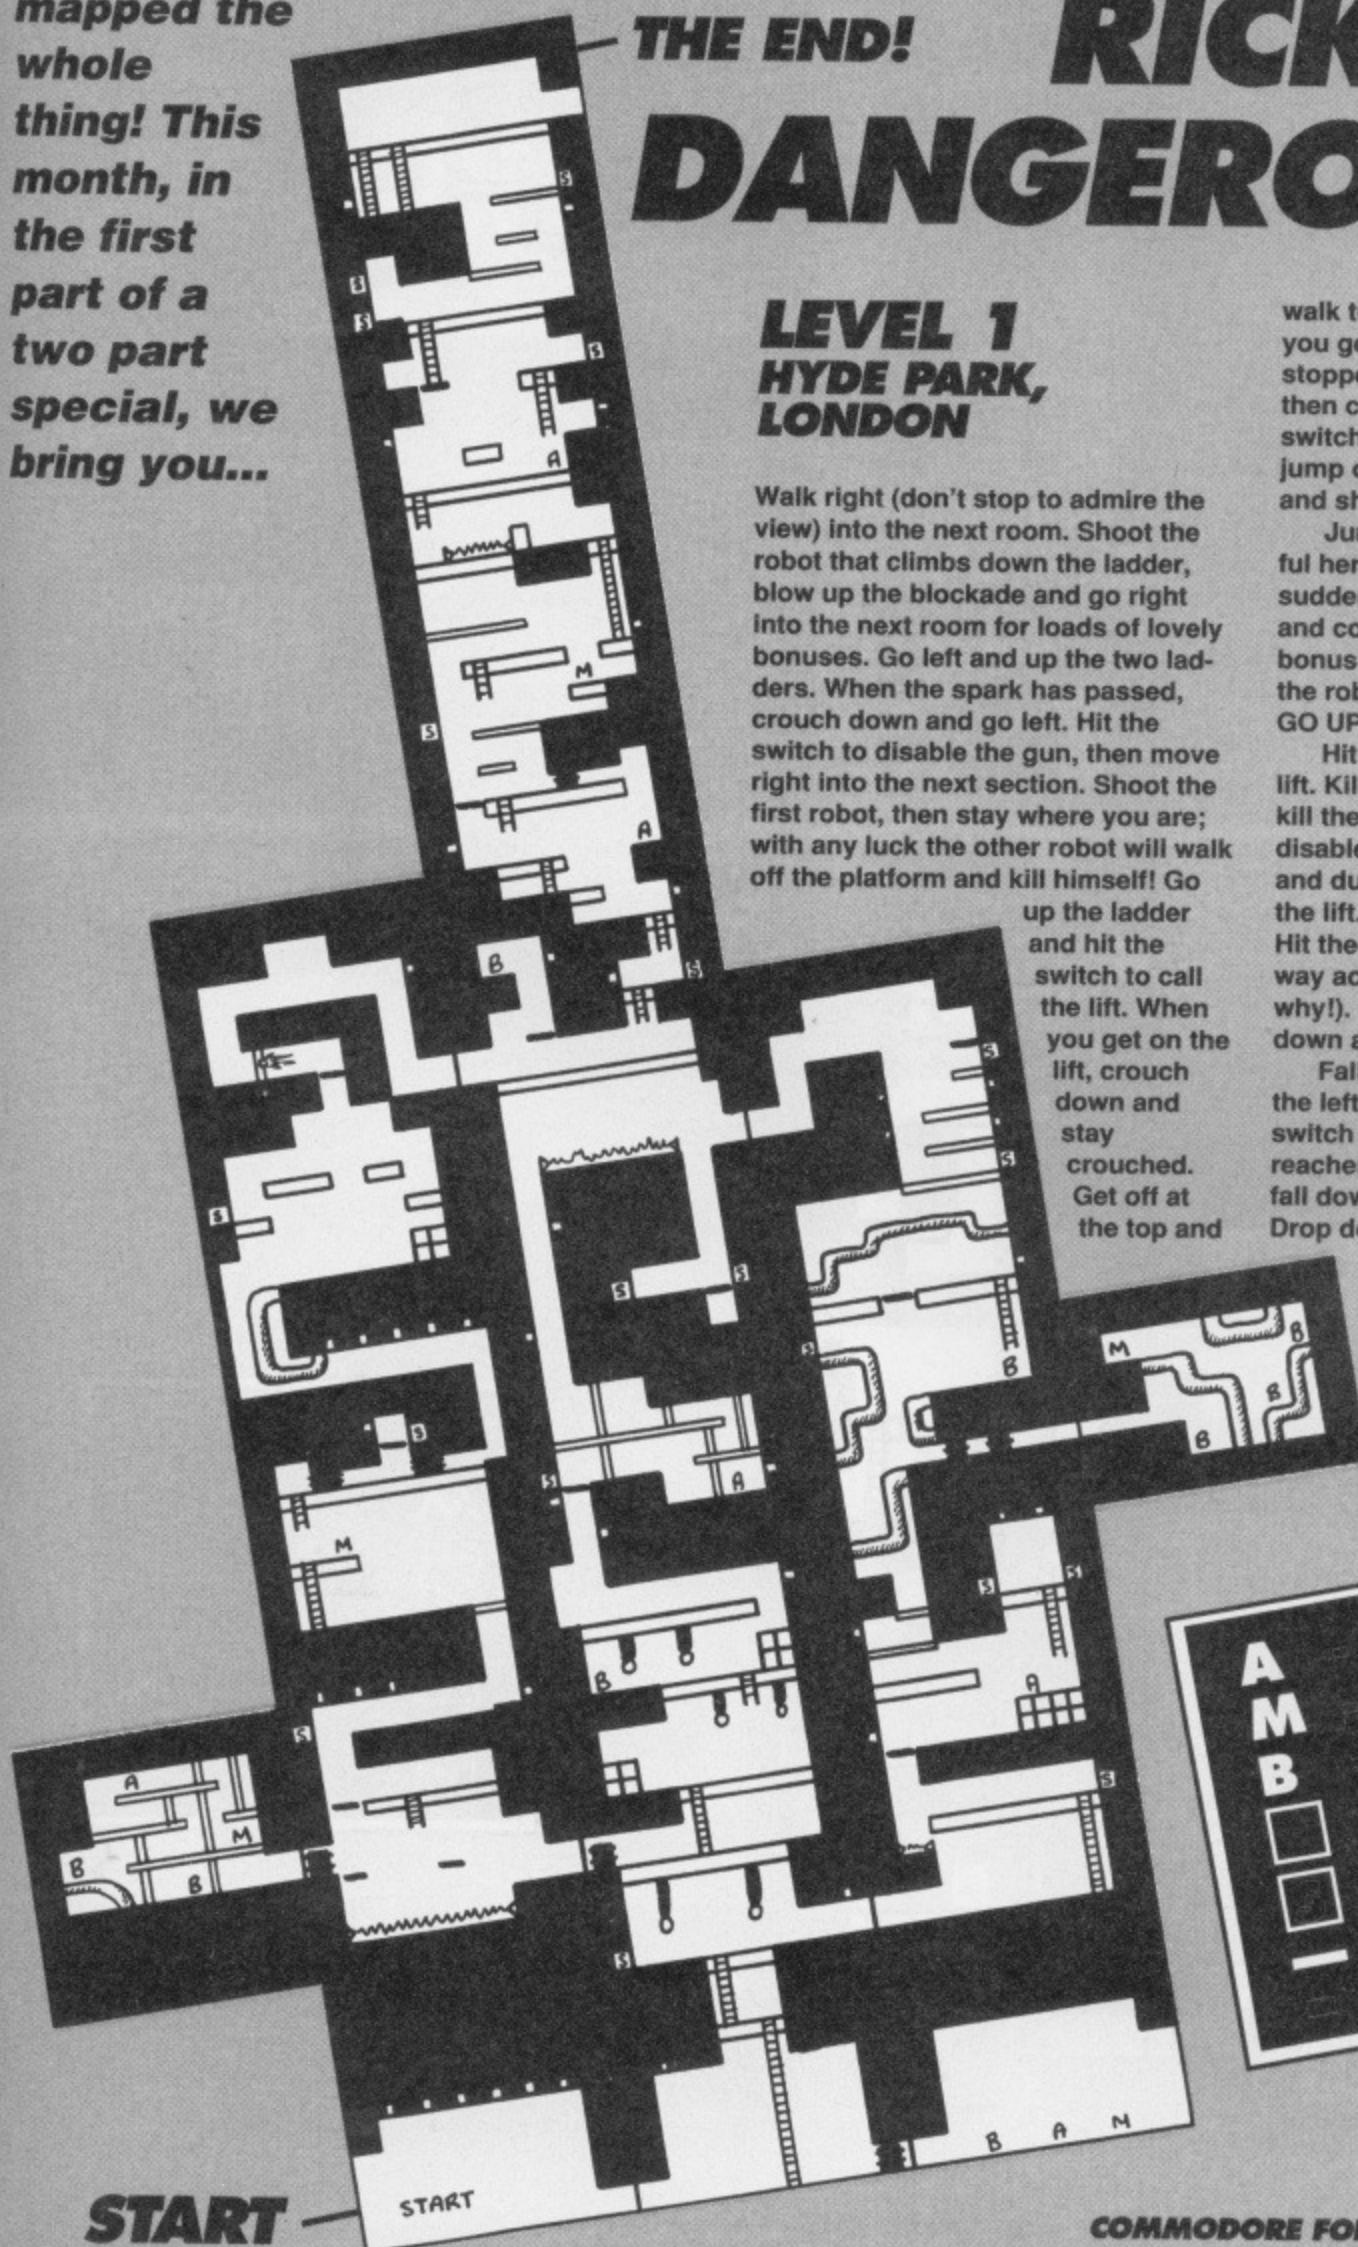 mapped the
whole
thing! This
month, in
the first
part of a
two part
special, we
bring you...
THE END!
RICK
DANGERO
LEVEL 1
HYDE PARK,
LONDON
Walk right (don't stop to admire the
view) into the next room. Shoot the
robot that climbs down the ladder,
blow up the blockade and go right
into the next room for loads of lovely
bonuses. Go left and up the two lad-
ders. When the spark has passed,
crouch down and go left. Hit the
switch to disable the gun, then move
right into the next section. Shoot the
first robot, then stay where you are;
with any luck the other robot will walk
off the platform and kill himself! Go
up the ladder
and hit the
switch to call
the lift. When
you get on the
lift, crouch
down and
stay
crouched.
Get off at
the top and
walk t
you go
stoppe
then c
switch
jump o
and sh
Jur
ful her
sudde
and co
bonus
the rob
GO UP
Hit
lift. Kil
kill the
disable
and du
the lift.
Hit the
way ac
why!).
down a
Fal
the left
switch
reache
fall dow
Drop do
S
S
S
S
A
M
S
A
B
S
S
S
S
S
S
S
B
M
B
B
B
S
S
A
M
S
S
B
A
S
A
M
B
B
S
S
B A M
START
START
A
M
B
COMMODORE FOR